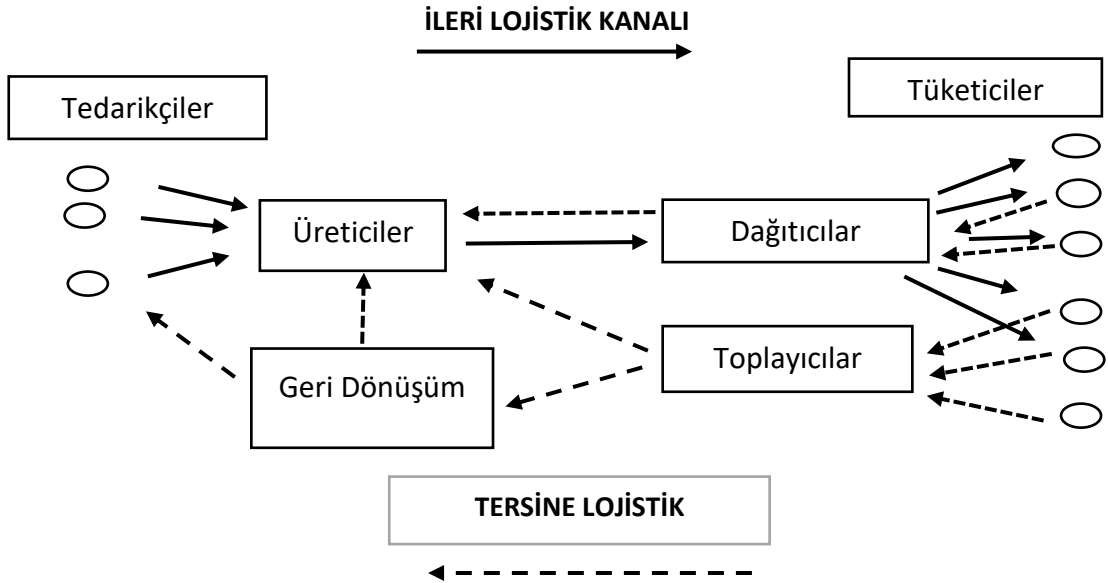 İLERİ LOJİSTİK KANALI
Tedarikçiler
Tüketiciler
Üreticiler
Dağıtıcılar
Geri Dönüşüm
Toplayıcılar
TERSİNE LOJİSTİK